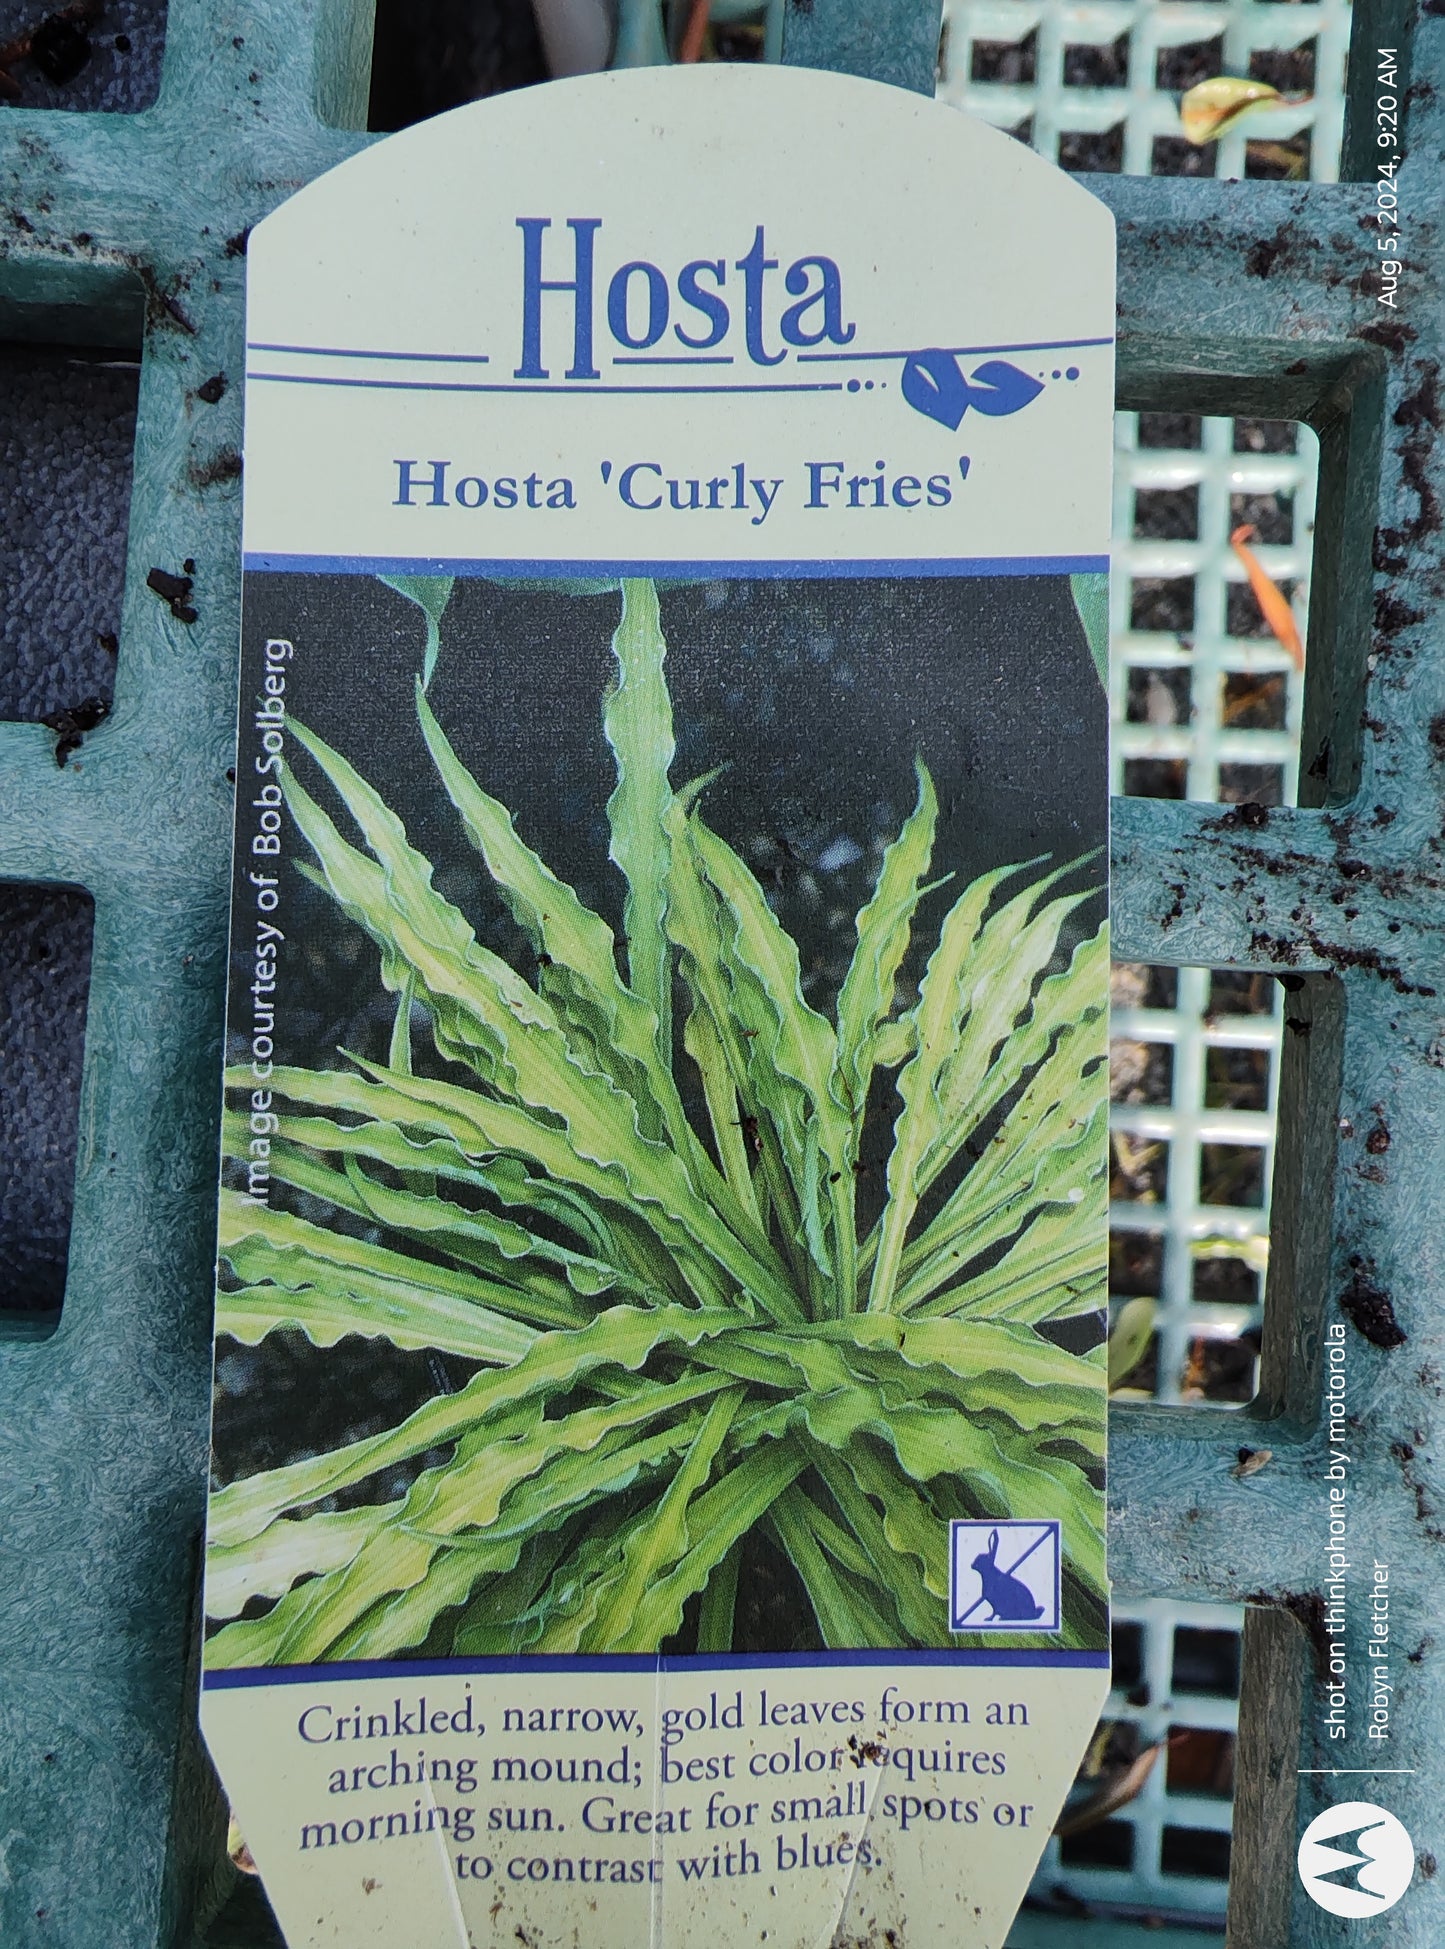 Hosta
Hosta 'Curly Fries'
Image courtesy of Bob Solberg
Crinkled, narrow, gold leaves form an
arching mound; best color requires
morning sun. Great for small spots or
to contrast with blues.
Aug 5, 2024, 9:20 AM
shot on thinkphone by motorola
Robyn Fletcher